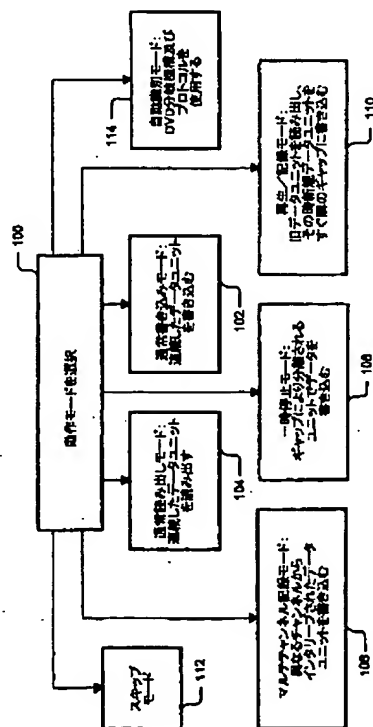 100
動作モードを選択
スキップ
モード
112
通常読み出しモード:
連続したデータユニット
を読み出す
104
通常書き込みモード:
連続したデータユニット
を書き込む
102
自動識別モード:
DVD分岐機構及び
プロトコルを
使用する
114
マルチチャンネル記録モード:
異なるチャンネルから
インタリーブされたデータ
ユニットを書き込む
106
一時停止モード:
ギャップにより分離される
ユニットでデータを
書き込む
108
再生/記録モード:
旧データユニットを読み出し、
その時新規データユニットを
すぐ隣のギャップに書き込む
110